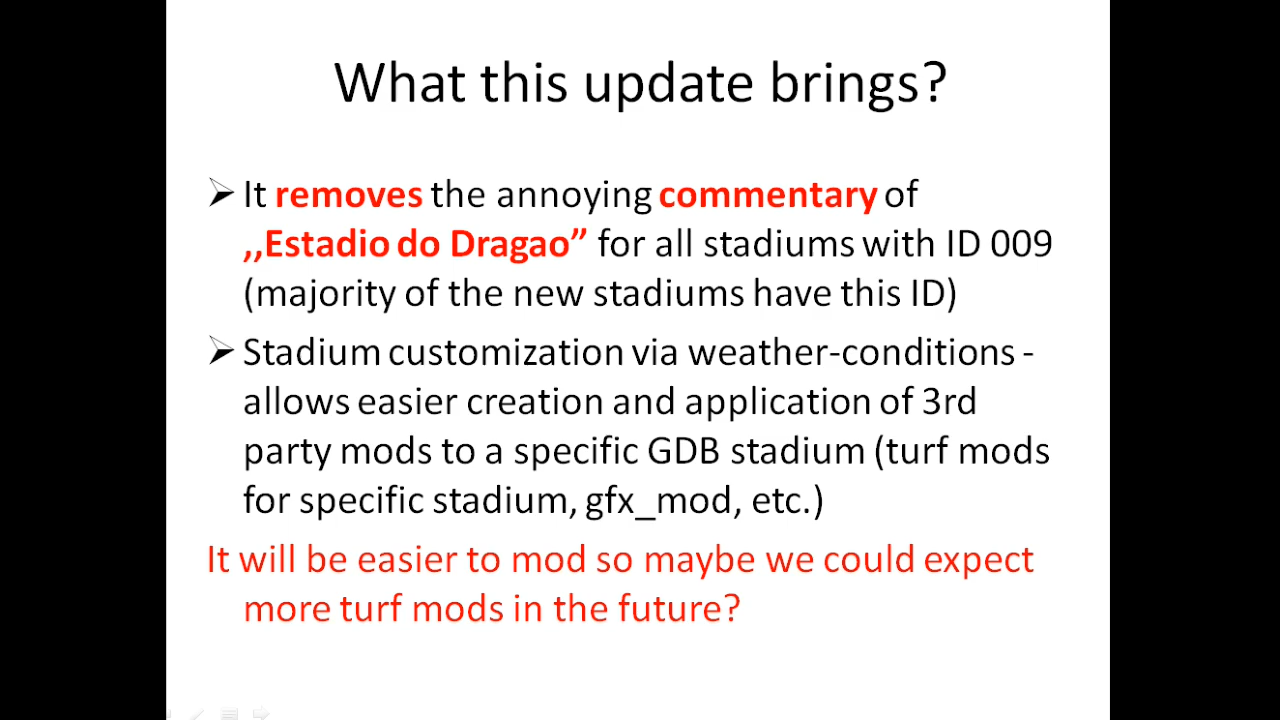 What this update brings?
It removes the annoying commentary of
,,Estadio do Dragao” for all stadiums with ID 009
(majority of the new stadiums have this ID)
Stadium customization via weather-conditions -
allows easier creation and application of 3rd
party mods to a specific GDB stadium (turf mods
for specific stadium, gfx_mod, etc.)
It will be easier to mod so maybe we could expect
more turf mods in the future?